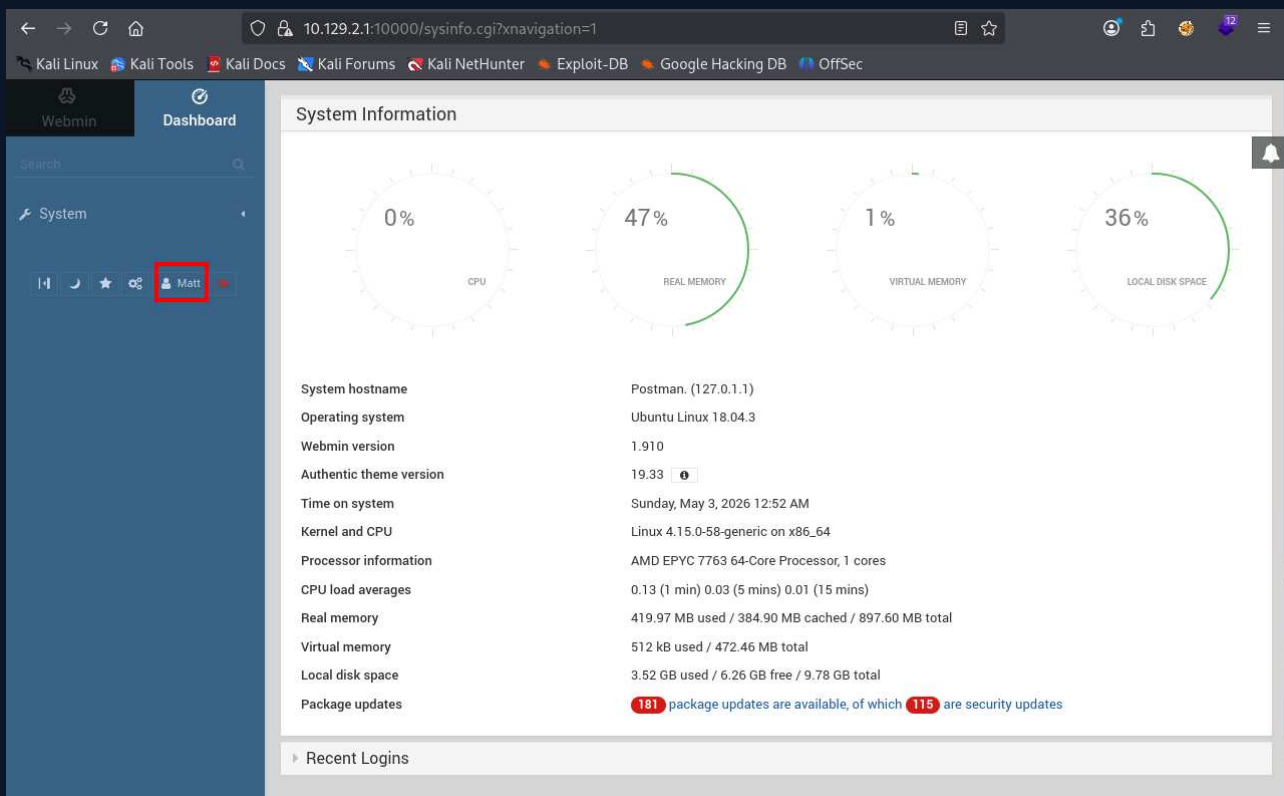 10.129.2.1:10000/sysinfo.cgi?xnavigation=1
12
Kali Linux Kali Tools Kali Docs Kali Forums Kali NetHunter Exploit-DB Google Hacking DB OffSec
Webmin
Dashboard
Search
System
Matt
System Information
0%
CPU
47%
REAL MEMORY
1%
VIRTUAL MEMORY
36%
LOCAL DISK SPACE
System hostname Postman. (127.0.1.1)
Operating system Ubuntu Linux 18.04.3
Webmin version 1.910
Authentic theme version 19.33
Time on system Sunday, May 3, 2026 12:52 AM
Kernel and CPU Linux 4.15.0-58-generic on x86_64
Processor information AMD EPYC 7763 64-Core Processor, 1 cores
CPU load averages 0.13 (1 min) 0.03 (5 mins) 0.01 (15 mins)
Real memory 419.97 MB used / 384.90 MB cached / 897.60 MB total
Virtual memory 512 kB used / 472.46 MB total
Local disk space 3.52 GB used / 6.26 GB free / 9.78 GB total
Package updates 181 package updates are available, of which 115 are security updates
Recent Logins